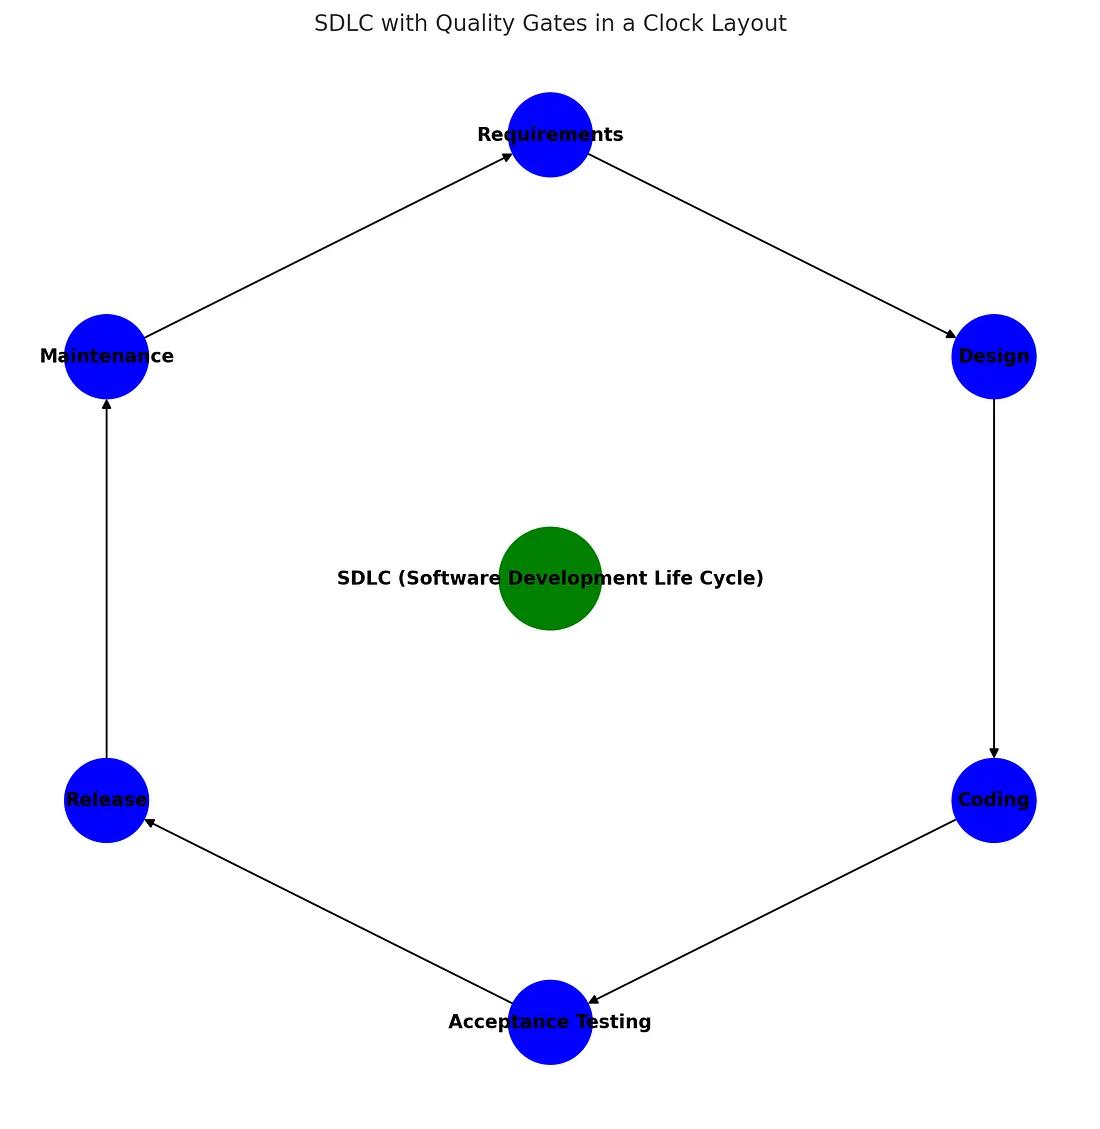 SDLC with Quality Gates in a Clock Layout
Requirements
Maintenance
Design
SDLC (Software Development Life Cycle)
Release
Coding
Acceptance Testing